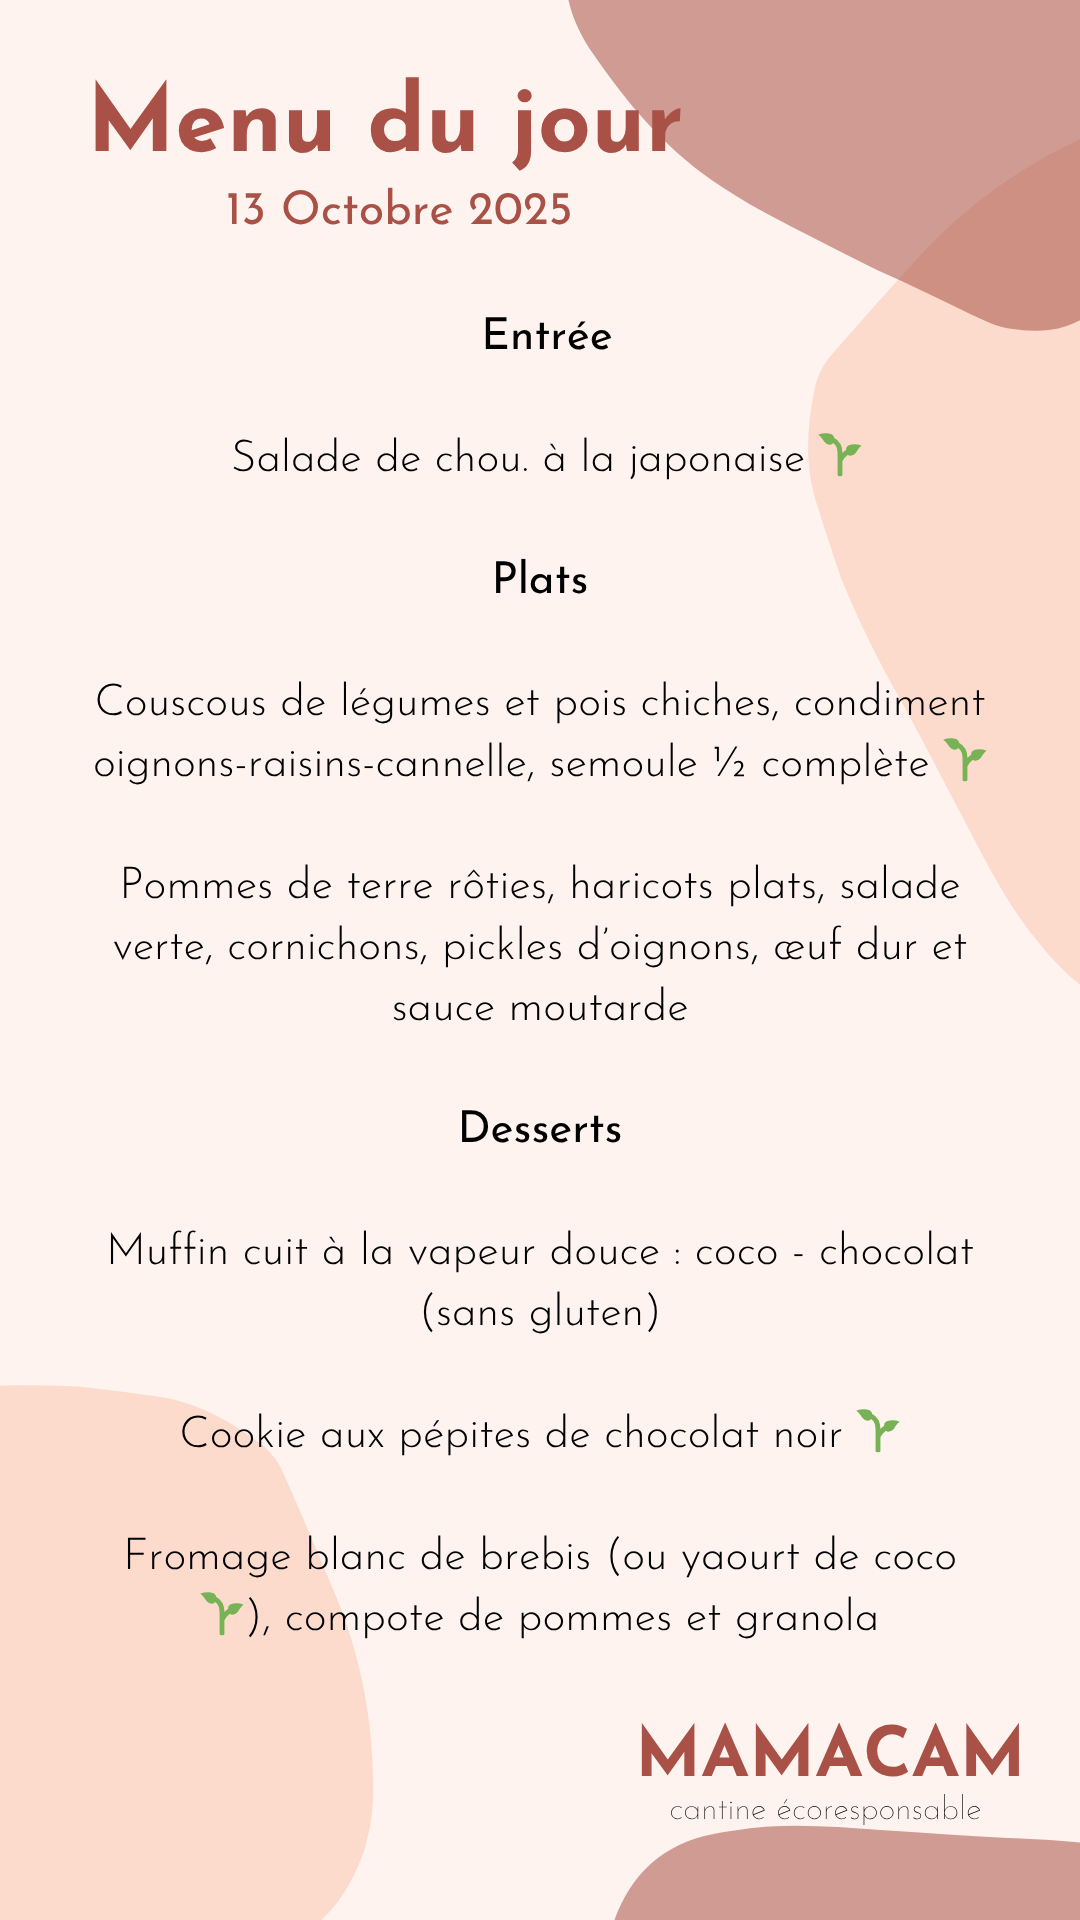 Menu du jour
13 Octobre 2025
Entrée
Salade de chou. à la japonaise 🌱
Plats
Couscous de légumes et pois chiches, condiment
oignons-raisins-cannelle, semoule ½ complète 🌱
Pommes de terre rôties, haricots plats, salade
verte, cornichons, pickles d’oignons, œuf dur et
sauce moutarde
Desserts
Muffin cuit à la vapeur douce : coco - chocolat
(sans gluten)
Cookie aux pépites de chocolat noir 🌱
Fromage blanc de brebis (ou yaourt de coco
🌱), compote de pommes et granola
MAMACAM
cantine écoresponsable